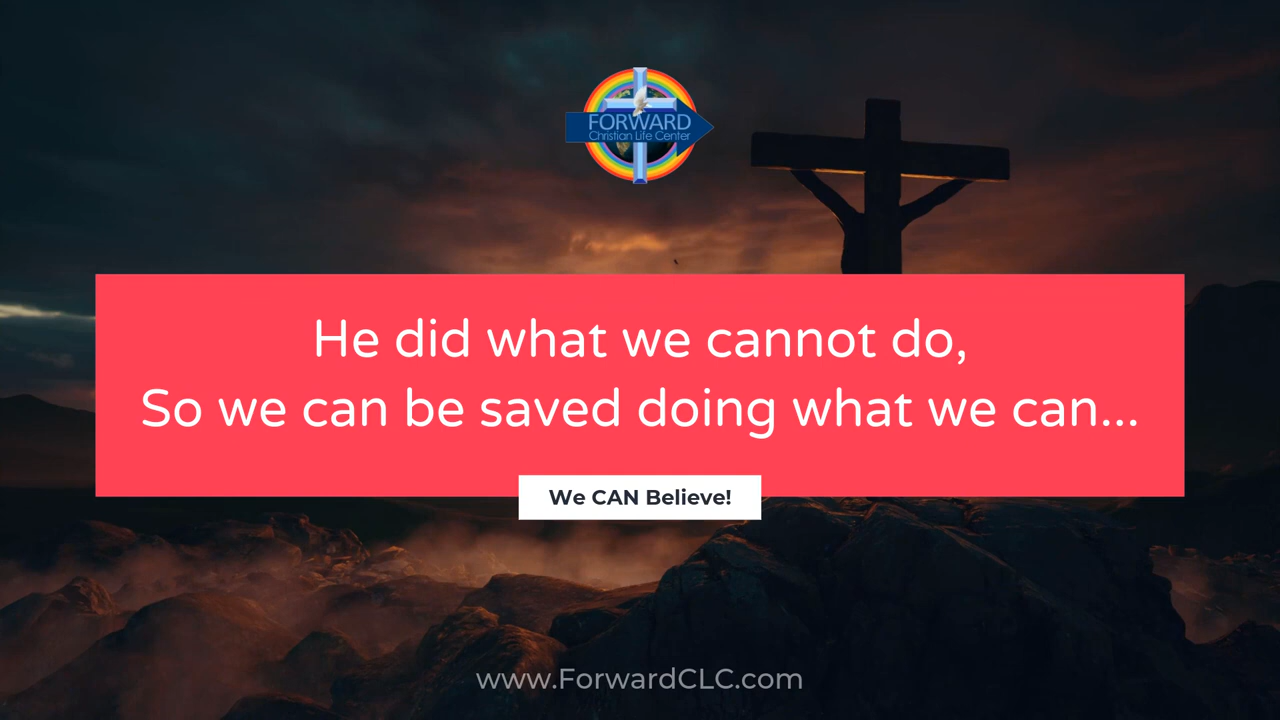 FORWARD
Christian Life Center
He did what we cannot do,
So we can be saved doing what we can...
We CAN Believe!
www.ForwardCLC.com